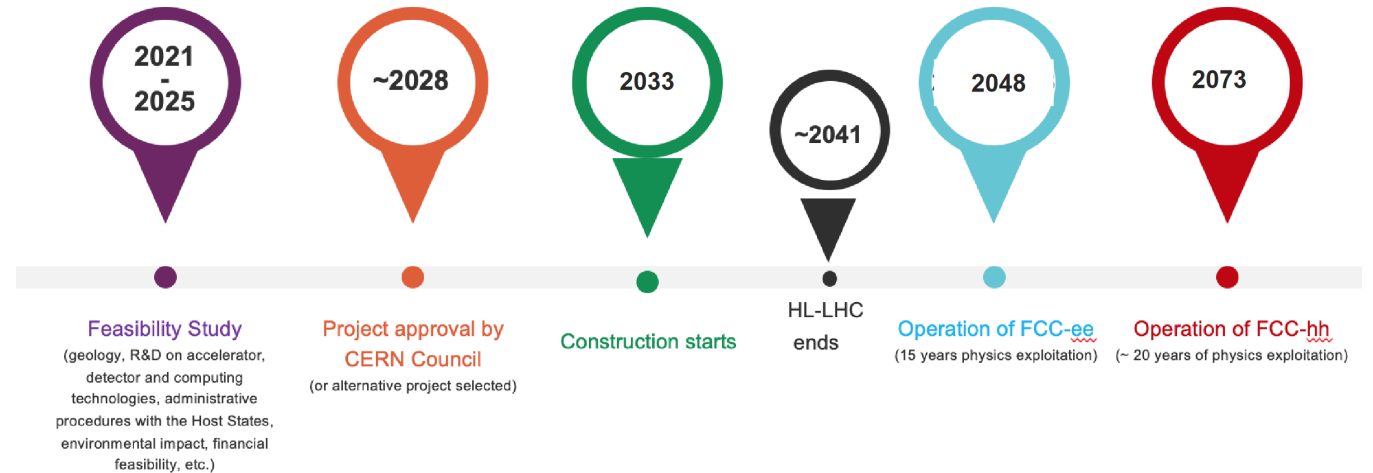 2021
-
2025
~2028
2033
~2041
2048
2073
Feasibility Study
(geology, R&D on accelerator,
detector and computing
technologies, administrative
procedures with the Host States,
environmental impact, financial
feasibility, etc.)
Project approval by
CERN Council
(or alternative project selected)
Construction starts
HL-LHC
ends
Operation of FCC-ee
(15 years physics exploitation)
Operation of FCC-hh
(~ 20 years of physics exploitation)